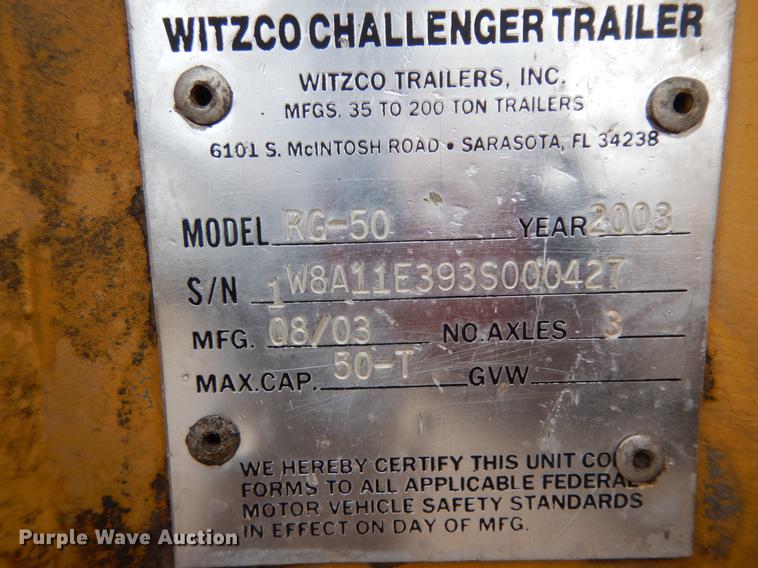 WITZCO CHALLENGER TRAILER
WITZCO TRAILERS, INC.
MFGS. 35 TO 200 TON TRAILERS
6101 S. McINTOSH ROAD • SARASOTA, FL 34238
MODEL RG-50 YEAR 2003
S/N 1W8A11E393S000427
MFG. 08/03 NO. AXLES 3
MAX.CAP. 50-T GVW
WE HEREBY CERTIFY THIS UNIT CO
FORMS TO ALL APPLICABLE FEDERAL
MOTOR VEHICLE SAFETY STANDARDS
IN EFFECT ON DAY OF MFG.
Purple Wave Auction